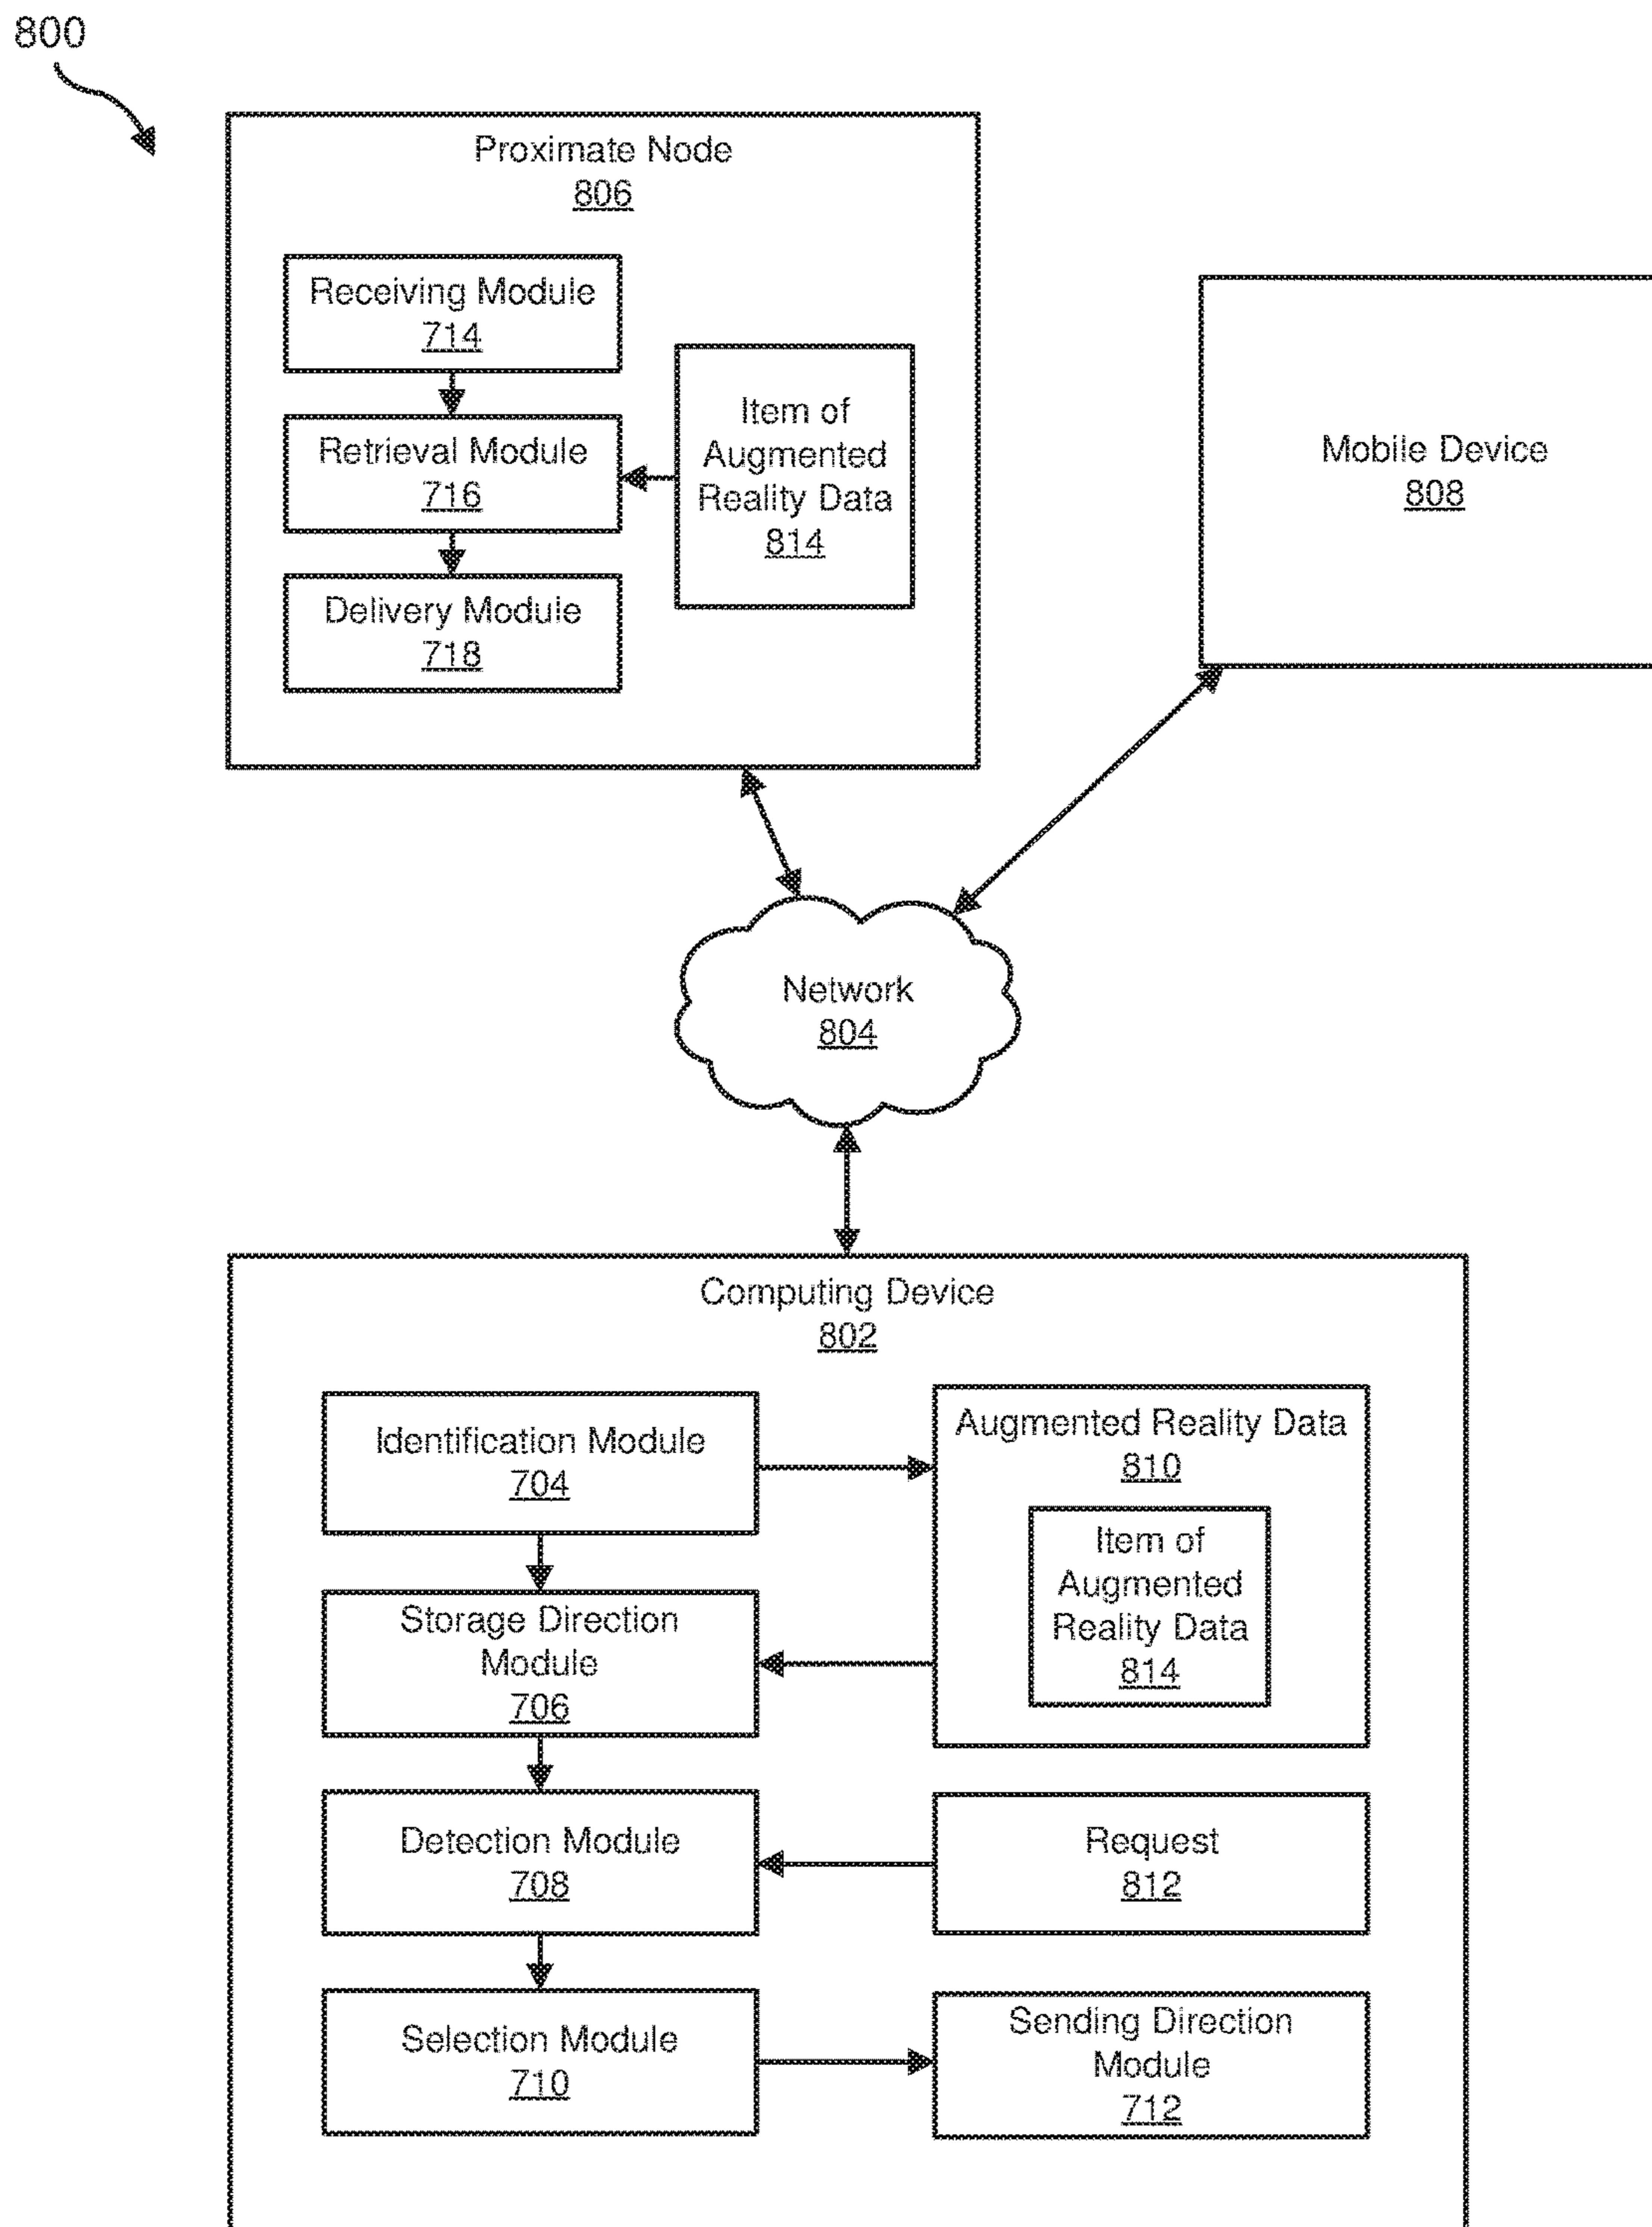 800
Proximate Node
806
Receiving Module
714
Retrieval Module
716
Delivery Module
718
Item of
Augmented
Reality Data
814
Mobile Device
808
Network
804
Computing Device
802
Identification Module
704
Augmented Reality Data
810
Item of
Augmented
Reality Data
814
Storage Direction
Module
706
Detection Module
708
Request
812
Selection Module
710
Sending Direction
Module
712